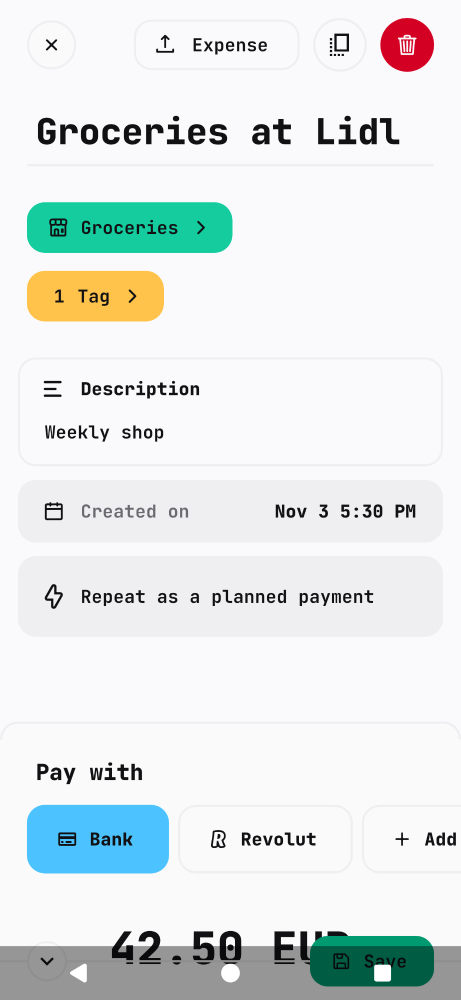 Expense
Groceries at Lidl
Groceries
1 Tag
Description
Weekly shop
Created on
Nov 3 5:30 PM
Repeat as a planned payment
Pay with
Bank
Revolut
Add
42.50 EUR
Save